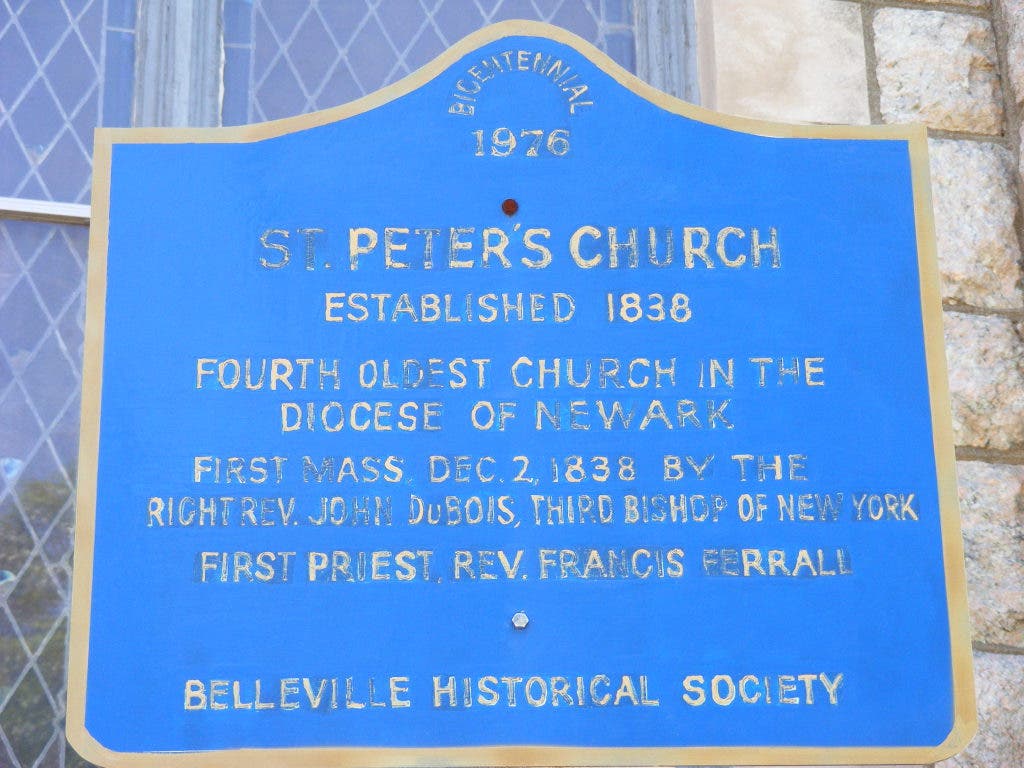 BICENTENNIAL
1976
ST. PETER'S CHURCH
ESTABLISHED 1838
FOURTH OLDEST CHURCH IN THE
DIOCESE OF NEWARK
FIRST MASS, DEC. 2, 1838 BY THE
RIGHT REV. JOHN DUBOIS, THIRD BISHOP OF NEW YORK
FIRST PRIEST, REV. FRANCIS FERRALL
BELLEVILLE HISTORICAL SOCIETY